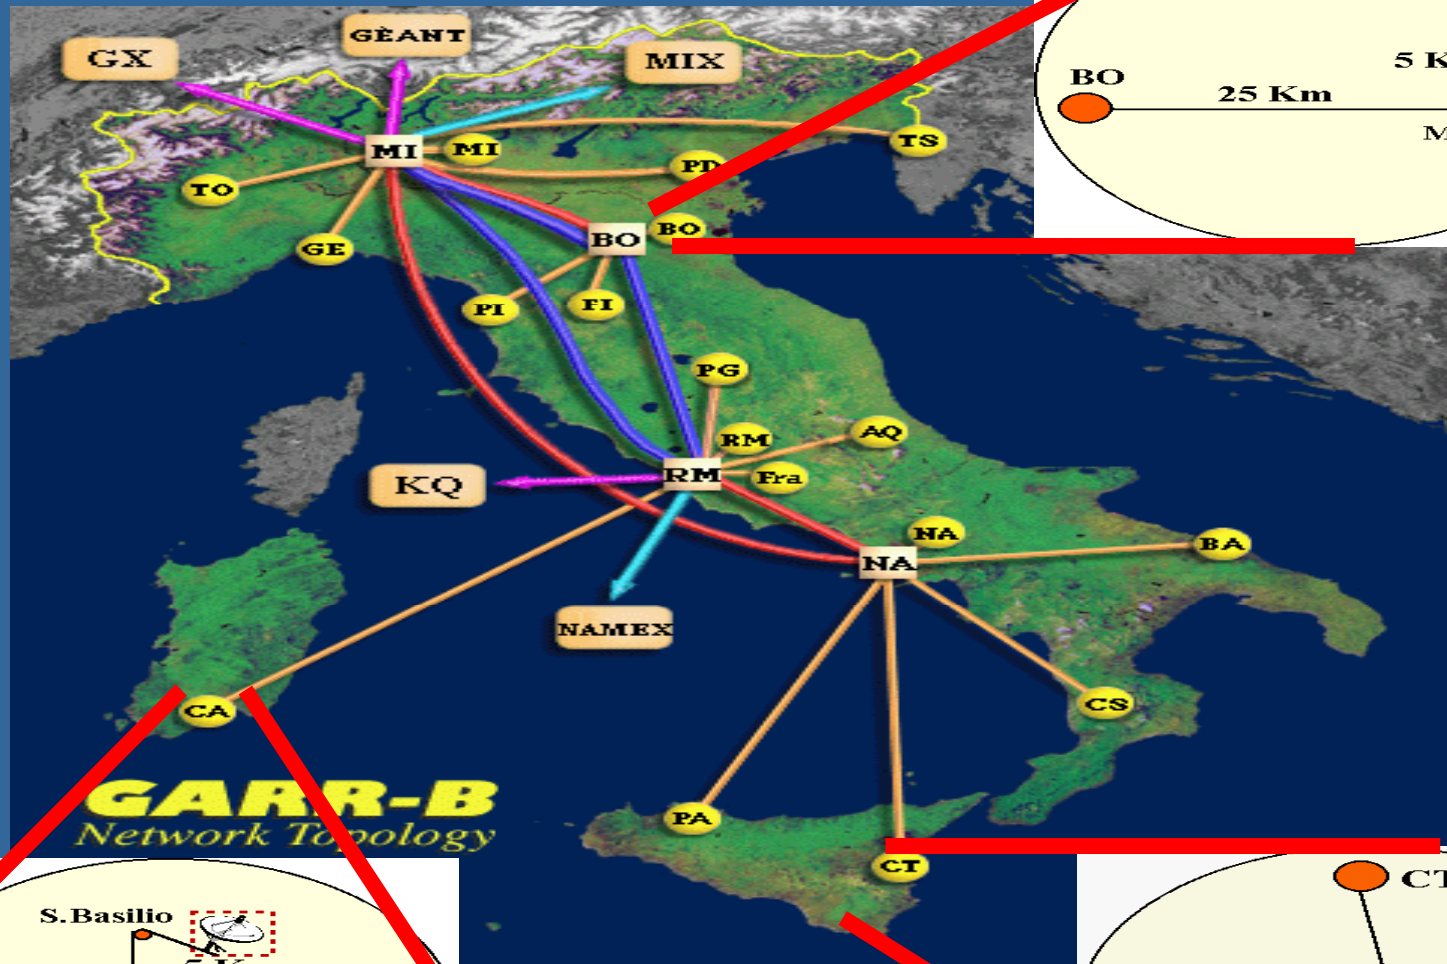 GÈANT
GX
MIX
MI
MI
TS
TO
PD
GE
BO
BO
PI
FI
PG
RM
AQ
RM
Fra
KQ
NA
NA
BA
NAMEX
CA
CS
PA
CT
GARR-B
Network Topology
BO
25 Km
5 K
M
S.Basilio
CT